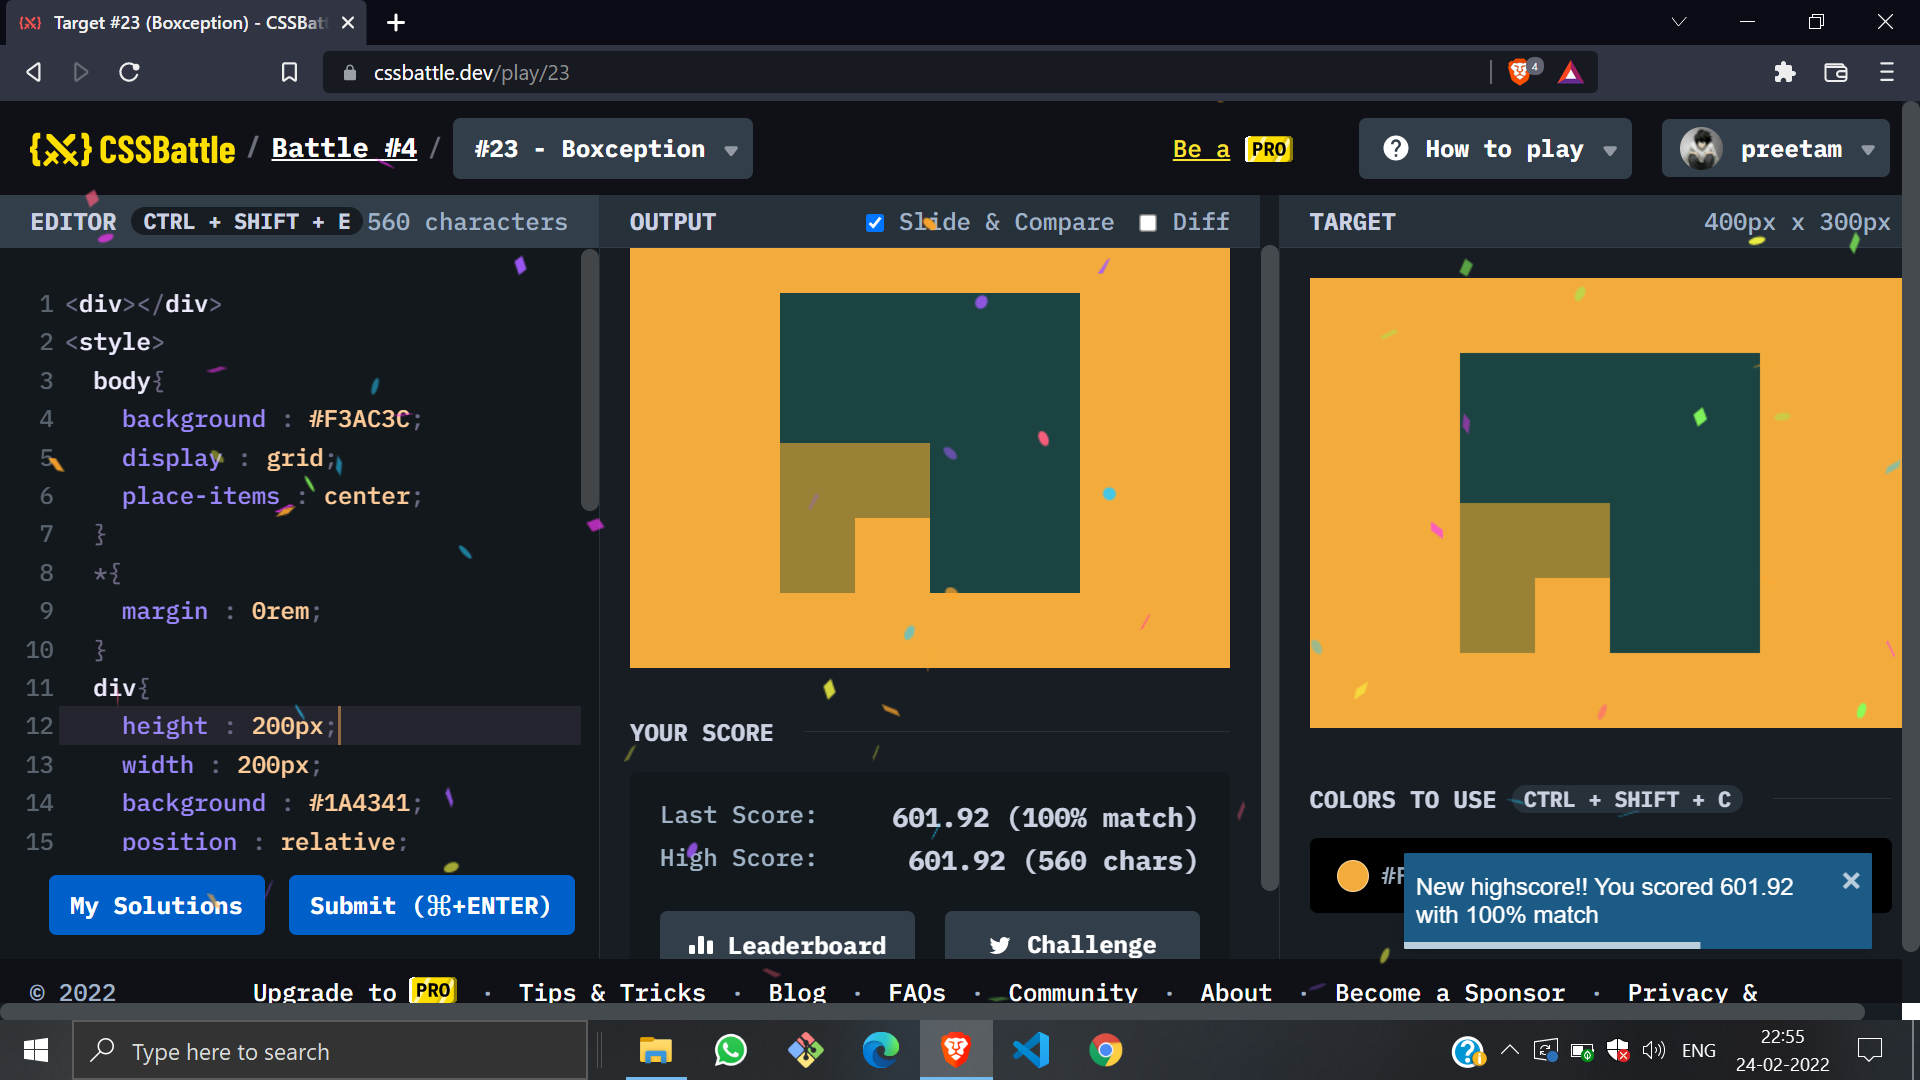 Target #23 (Boxception) - CSSBatt
cssbattle.dev/play/23
4
{X} CSSBattle / Battle #4 / #23 - Boxception
Be a PRO
How to play
preetam
EDITOR CTRL + SHIFT + E 560 characters
OUTPUT Slide & Compare Diff
TARGET 400px x 300px
1 <div></div>
2 <style>
3 body{
4 background : #F3AC3C;
5 display : grid;
6 place-items : center;
7 }
8 *{
9 margin : 0rem;
10 }
11 div{
12 height : 200px;
13 width : 200px;
14 background : #1A4341;
15 position : relative;
My Solutions
Submit (⌘+ENTER)
YOUR SCORE
Last Score: 601.92 (100% match)
High Score: 601.92 (560 chars)
Leaderboard
Challenge
COLORS TO USE CTRL + SHIFT + C
#F
New highscore!! You scored 601.92
with 100% match
© 2022
Upgrade to PRO · Tips & Tricks · Blog · FAQs · Community · About · Become a Sponsor · Privacy &
Type here to search
ENG
22:55
24-02-2022